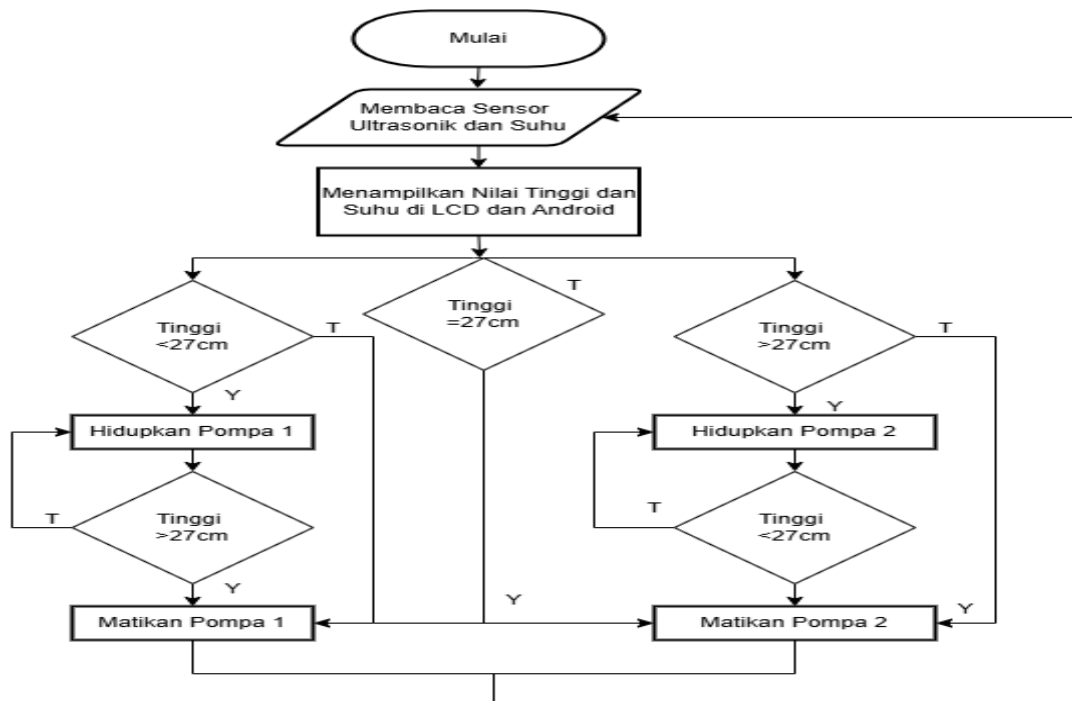 Mulai
Membaca Sensor
Ultrasonik dan Suhu
Menampilkan Nilai Tinggi dan
Suhu di LCD dan Android
Tinggi
<27cm
T
Tinggi
=27cm
T
Tinggi
>27cm
T
Y
Y
Hidupkan Pompa 1
Hidupkan Pompa 2
T
Tinggi
>27cm
T
Tinggi
<27cm
Y
Y
Y
Matikan Pompa 1
Matikan Pompa 2